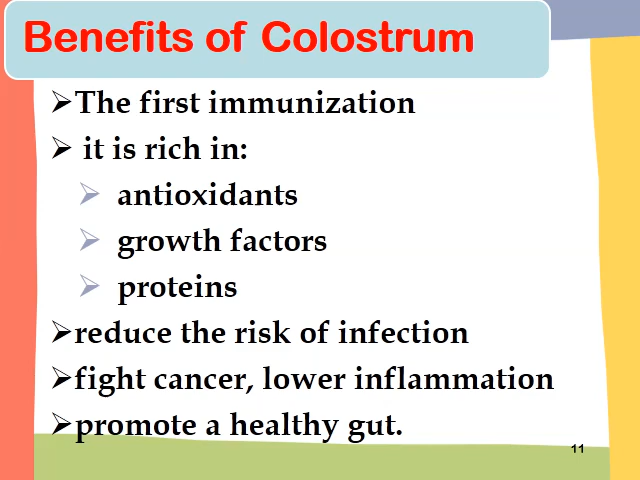 Benefits of Colostrum
➢The first immunization
➢ it is rich in:
➢ antioxidants
➢ growth factors
➢ proteins
➢reduce the risk of infection
➢fight cancer, lower inflammation
➢promote a healthy gut.
11